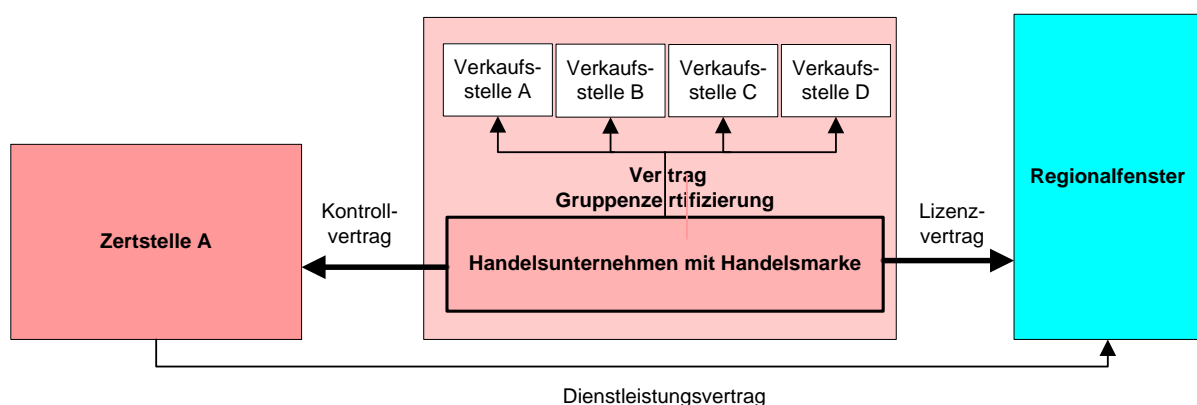 Verkaufs-
stelle A
Verkaufs-
stelle B
Verkaufs-
stelle C
Verkaufs-
stelle D
Vertrag
Gruppenzertifizierung
Regionalfenster
Kontroll-
vertrag
Lizenz-
vertrag
Zertstelle A
Handelsunternehmen mit Handelsmarke
Dienstleistungsvertrag